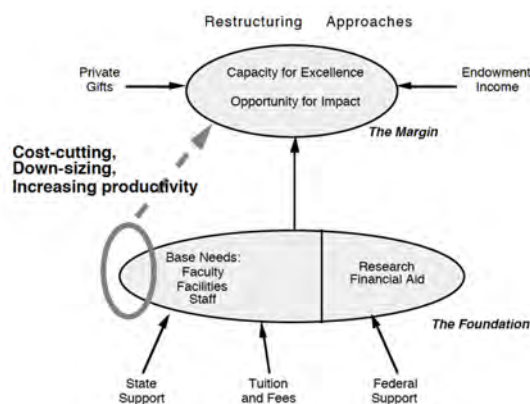 Restructuring Approaches
Private
Gifts
Capacity for Excellence
Opportunity for Impact
Endowment
Income
The Margin
Cost-cutting,
Down-sizing,
Increasing productivity
Base Needs:
Faculty
Facilities
Staff
Research
Financial Aid
The Foundation
State
Support
Tuition
and Fees
Federal
Support